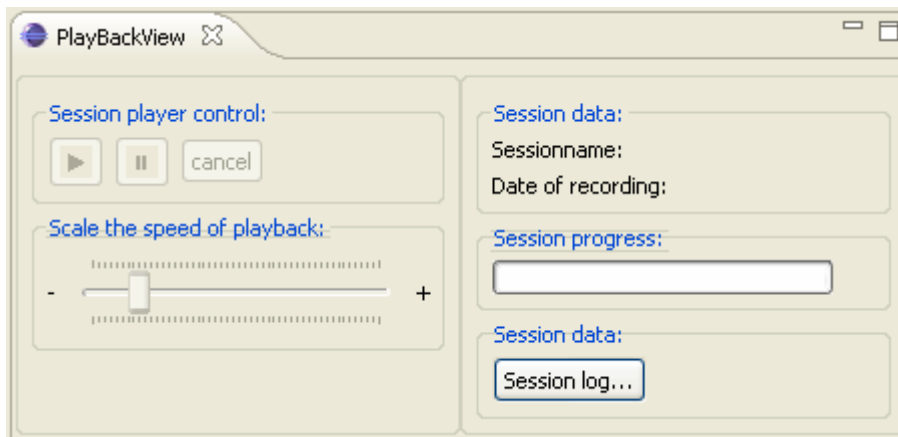 PlayBackView
Session player control:
cancel
Scale the speed of playback:
- +
Session data:
Sessionname:
Date of recording:
Session progress:
Session data:
Session log...